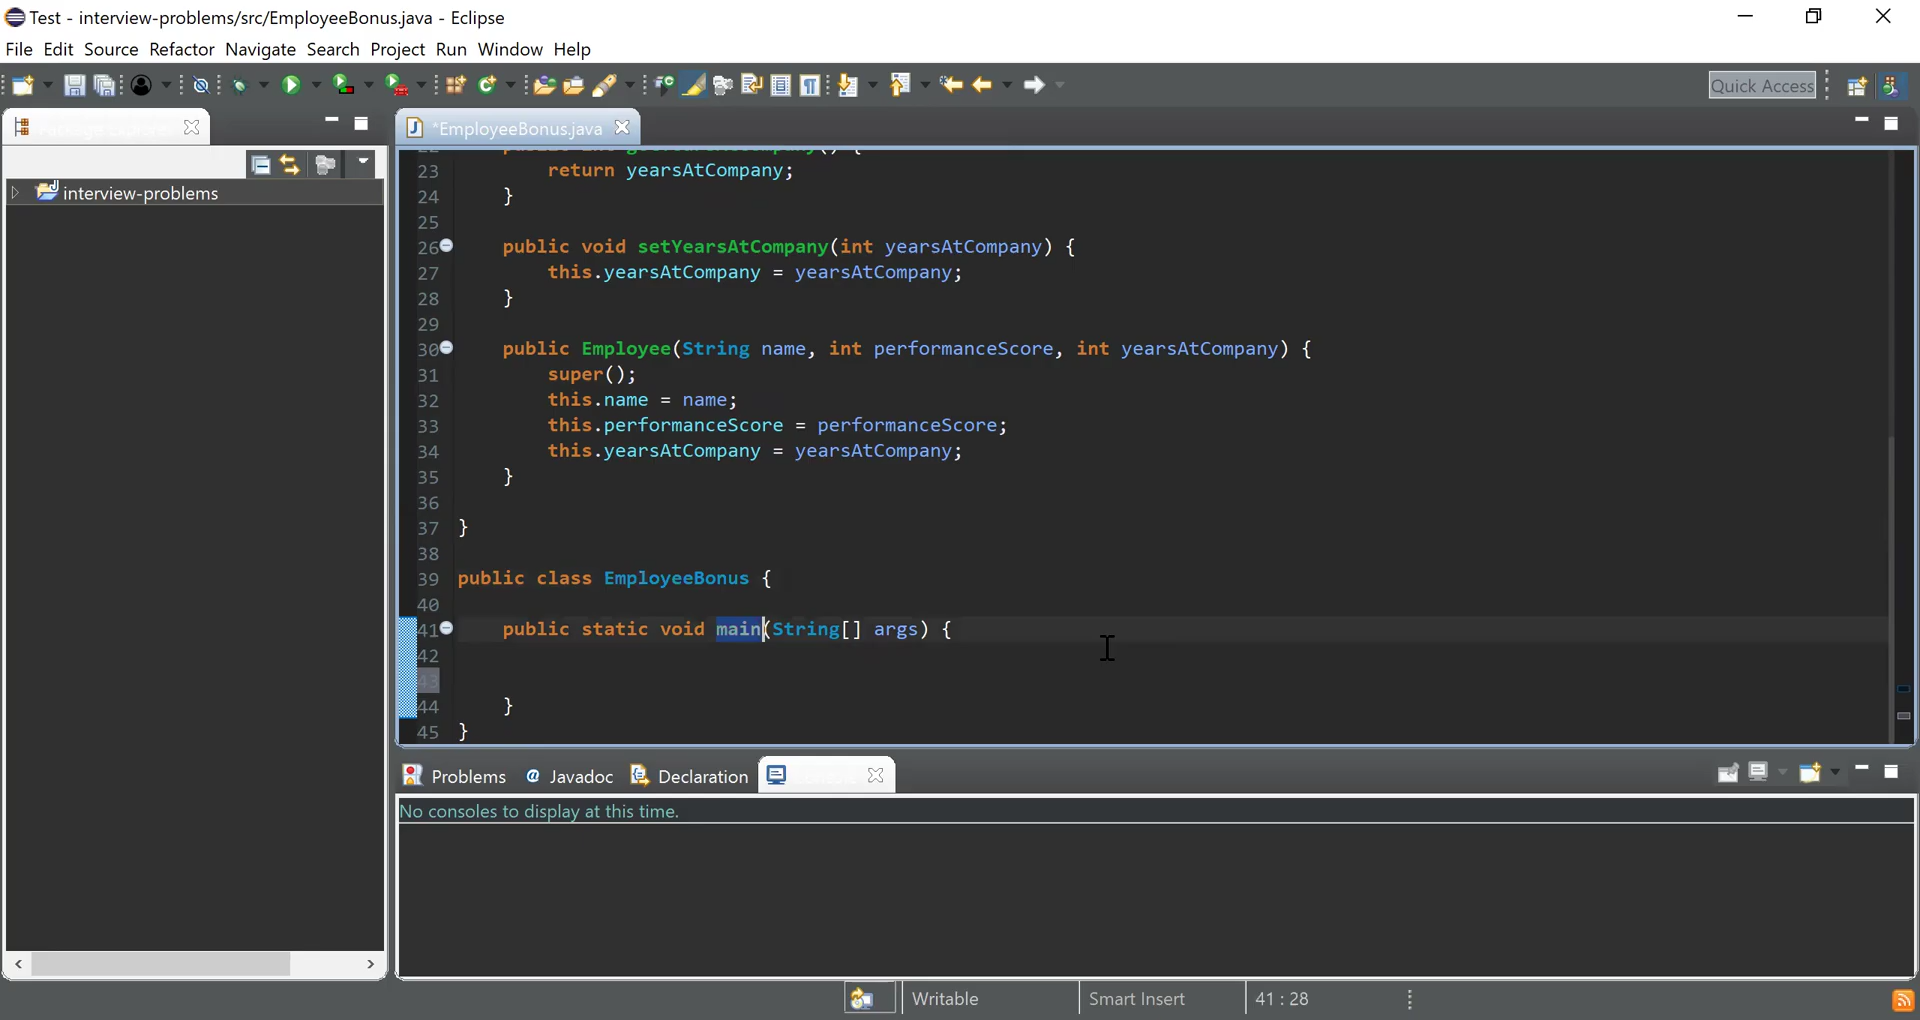 Test - interview-problems/src/EmployeeBonus.java - Eclipse
File Edit Source Refactor Navigate Search Project Run Window Help
Quick Access
*EmployeeBonus.java
interview-problems
23 return yearsAtCompany;
24 }
25
26 public void setYearsAtCompany(int yearsAtCompany) {
27 this.yearsAtCompany = yearsAtCompany;
28 }
29
30 public Employee(String name, int performanceScore, int yearsAtCompany) {
31 super();
32 this.name = name;
33 this.performanceScore = performanceScore;
34 this.yearsAtCompany = yearsAtCompany;
35 }
36
37 }
38
39 public class EmployeeBonus {
40
41 public static void main(String[] args) {
42
43
44 }
45 }
Problems @ Javadoc Declaration
No consoles to display at this time.
Writable Smart Insert 41 : 28